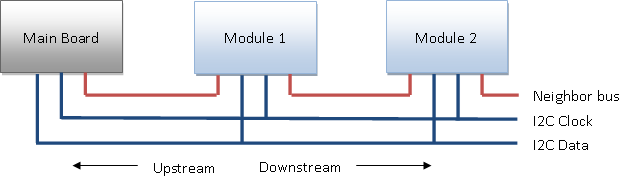 Main Board
Module 1
Module 2
Neighbor bus
I2C Clock
I2C Data
Upstream
Downstream